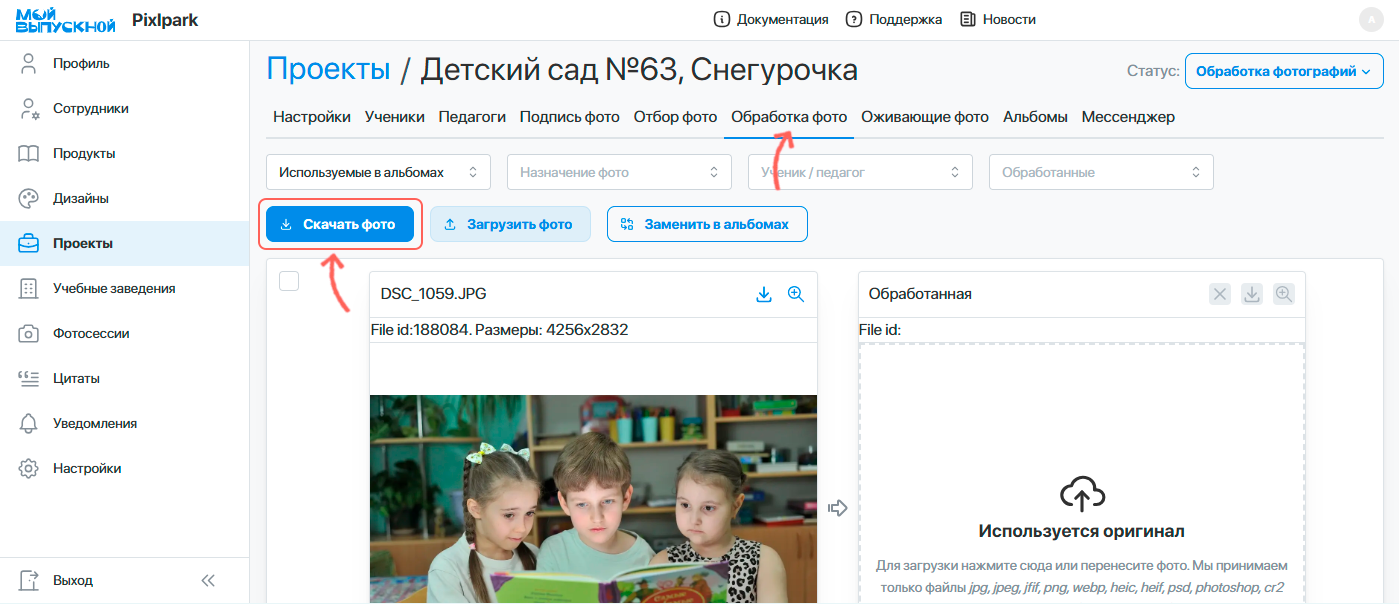 МОЙ ВЫПУСКНОЙ
Pixlpark
Документация
Поддержка
Новости
А
Профиль
Сотрудники
Продукты
Дизайны
Проекты
Учебные заведения
Фотосессии
Цитаты
Уведомления
Настройки
Выход
Проекты / Детский сад №63, Снегурочка
Статус: Обработка фотографий
Настройки Ученики Педагоги Подпись фото Отбор фото Обработка фото Оживающие фото Альбомы Мессенджер
Используемые в альбомах
Назначение фото
Ученик / педагог
Обработанные
Скачать фото
Загрузить фото
Заменить в альбомах
DSC_1059.JPG
File id:188084. Размеры: 4256x2832
Обработанная
File id:
Используется оригинал
Для загрузки нажмите сюда или перенесите фото. Мы принимаем
только файлы jpg, jpeg, jfif, png, webp, heic, heif, psd, photoshop, cr2